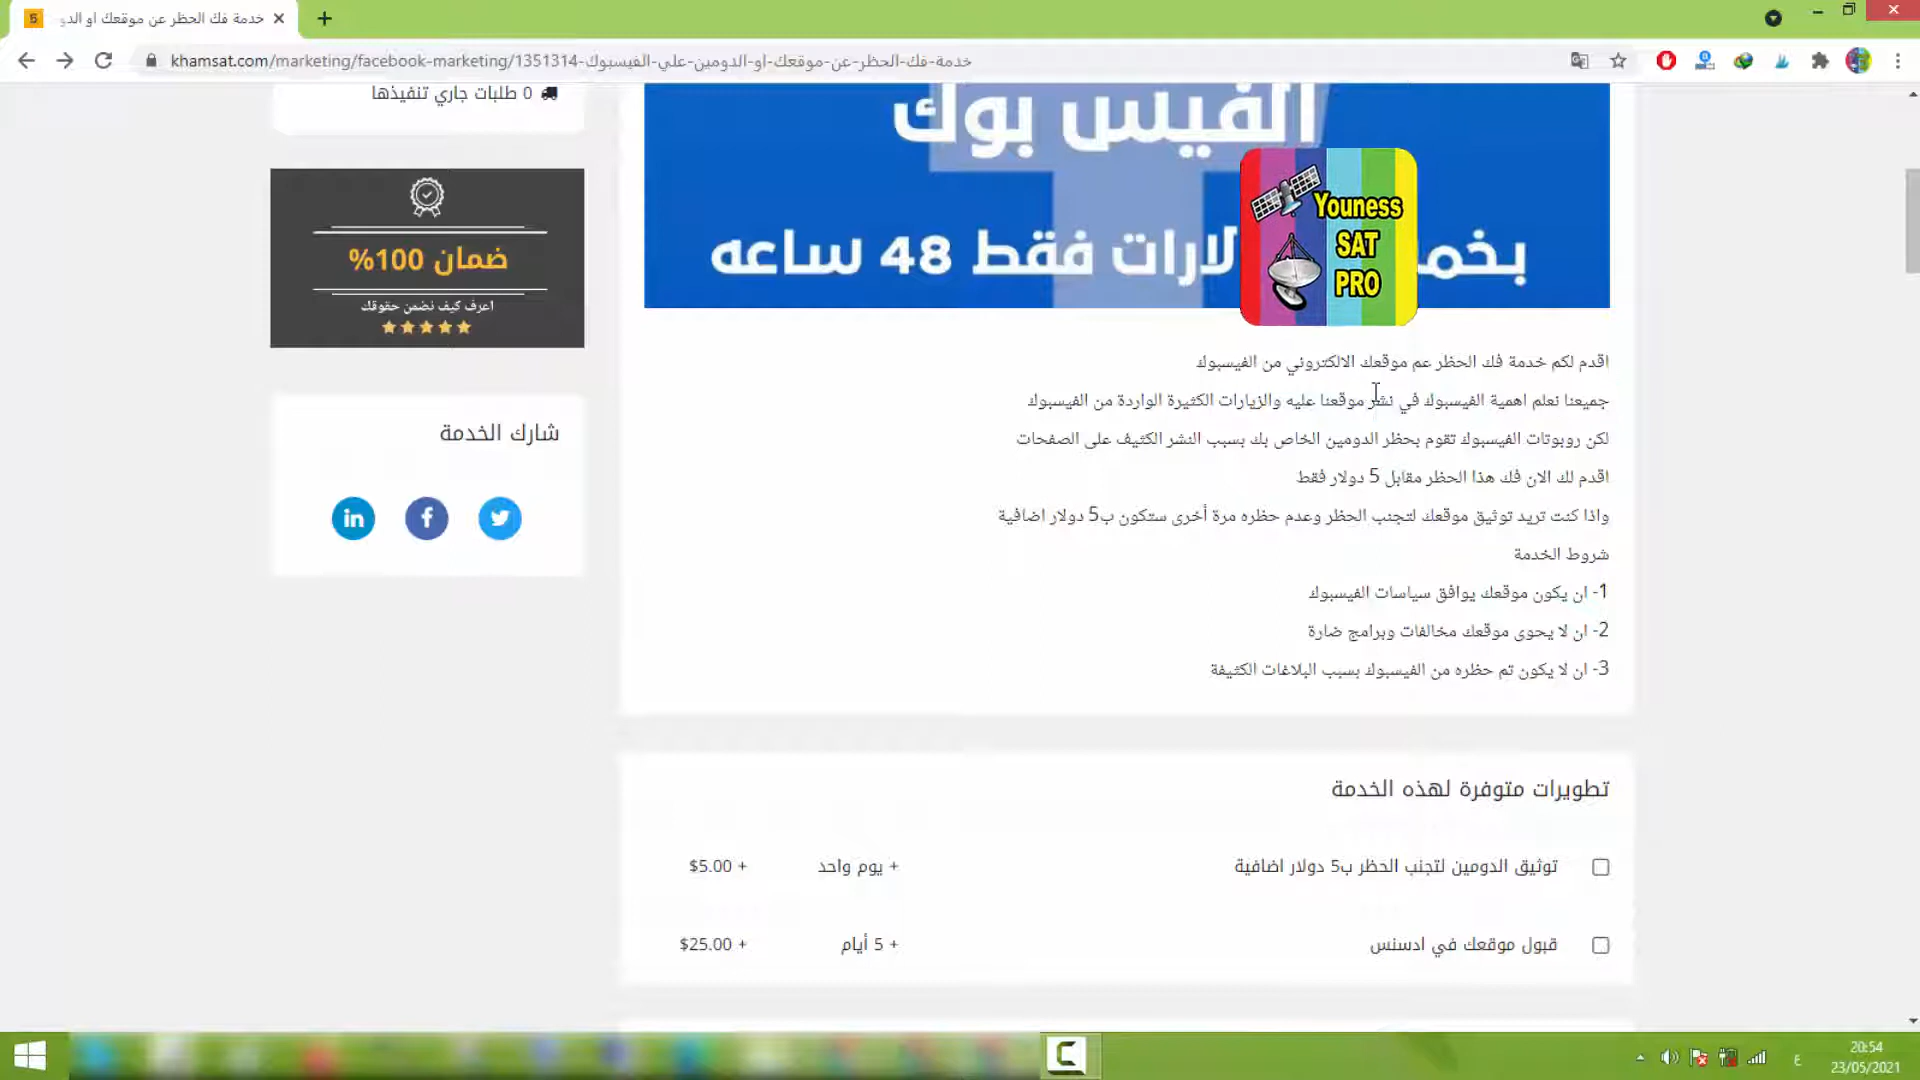 خدمة فك الحظر عن موقعك او الدو
khamsat.com/marketing/facebook-marketing/1351314-خدمة-فك-الحظر-عن-موقعك-او-الدومين-علي-الفيسبوك
الفيس بوك
لارات فقط 48 ساعه
Youness
SAT
PRO
اقدم لكم خدمة فك الحظر عم موقعك الالكتروني من الفيسبوك
جميعنا نعلم اهمية الفيسبوك في نشر موقعنا عليه والزيارات الكثيرة الواردة من الفيسبوك
لكن روبوتات الفيسبوك تقوم بحظر الدومين الخاص بك بسبب النشر الكثيف على الصفحات
اقدم لك الان فك هذا الحظر مقابل 5 دولار فقط
واذا كنت تريد توثيق موقعك لتجنب الحظر وعدم حظره مرة أخرى ستكون ب5 دولار اضافية
شروط الخدمة
1- ان يكون موقعك يوافق سياسات الفيسبوك
2- ان لا يحوى موقعك مخالفات وبرامج ضارة
3- ان لا يكون تم حظره من الفيسبوك بسبب البلاغات الكثيفة
تطويرات متوفرة لهذه الخدمة
توثيق الدومين لتجنب الحظر ب5 دولار اضافية + يوم واحد + $5.00
قبول موقعك في ادسنس + 5 أيام + $25.00
0 طلبات جاري تنفيذها
ضمان 100%
اعرف كيف نضمن حقوقك
شارك الخدمة
ع
20:54
23/05/2021